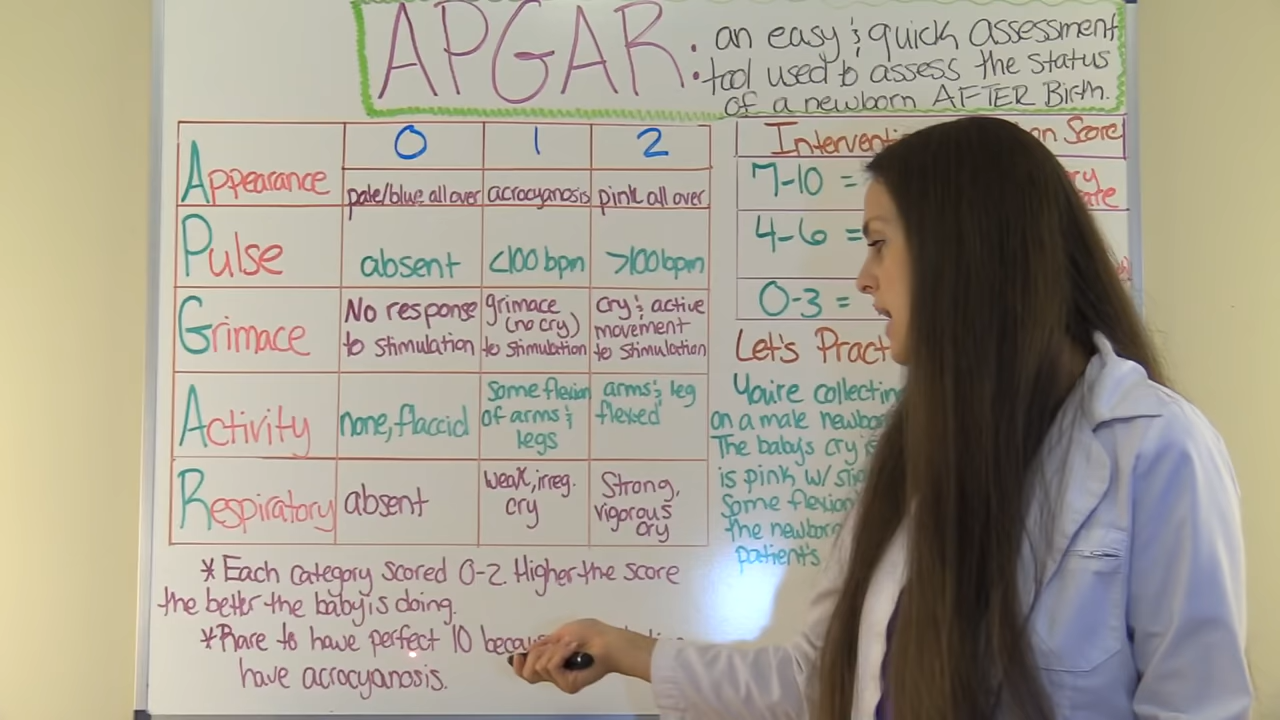 APGAR: an easy & quick assessment
tool used to assess the status
of a newborn AFTER Birth.
0 1 2
Appearance pale/blue all over acrocyanosis pink all over
Pulse absent <100 bpm >100 bpm
Grimace
No response
to stimulation
grimace
(no cry)
to stimulation
cry & active
movement
to stimulation
Activity none, flaccid
Some flexion
of arms &
legs
arms & leg
flexed
Respiratory absent
weak, irreg.
cry
Strong,
vigorous
cry
* Each category scored 0-2. Higher the score
the better the baby is doing.
* Rare to have perfect 10
have acrocyanosis.
Score
7-10 =
4-6 =
0-3 =
Let's
You're collecting
on a male
The baby's cry
is pink w/
Some flexion
the newborn
patient's